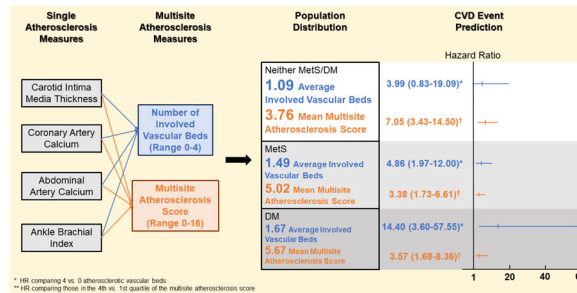 Single
Atherosclerosis
Measures
Multisite
Atherosclerosis
Measures
Population
Distribution
CVD Event
Prediction
Hazard Ratio
Carotid Intima
Media Thickness
Coronary Artery
Calcium
Abdominal
Artery Calcium
Ankle Brachial
Index
Number of
Involved
Vascular Beds
(Range 0-4)
Multisite
Atherosclerosis
Score
(Range 0-16)
Neither MetS/DM
1.09 Average
Involved Vascular
Beds
3.76 Mean Multisite
Atherosclerosis Score
3.99 (0.83-19.09)*
7.05 (3.43-14.50)†
MetS
1.49 Average Involved
Vascular Beds
5.02 Mean Multisite
Atherosclerosis Score
4.86 (1.97-12.00)*
3.38 (1.73-6.61)†
DM
1.67 Average Involved
Vascular Beds
5.67 Mean Multisite
Atherosclerosis Score
14.40 (3.60-57.55)*
3.57 (1.68-8.36)†
1 20 40 6
* HR comparing 4 vs 0 atherosclerotic vascular beds
** HR comparing those in the 4th vs. 1st quartile of the multisite atherosclerosis score